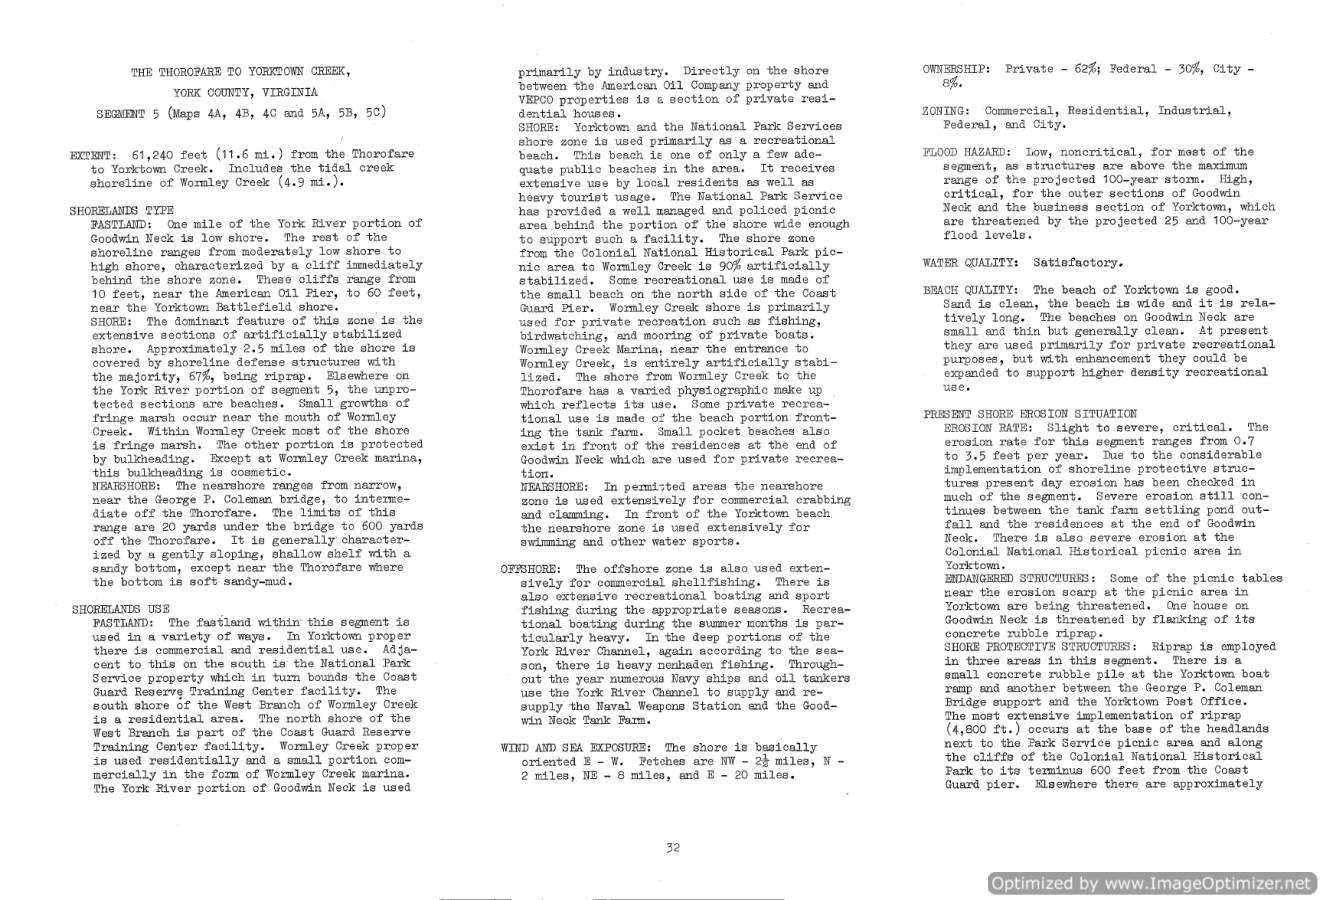 THE THOROFARE TO YORKTOWN CREEK,
YORK COUNTY, VIRGINIA
SEGMENT 5 (Maps 4A, 4B, 4C and 5A, 5B, 5C)
EXTENT: 61,240 feet (11.6 mi.) from the Thorofare
to Yorktown Creek. Includes the tidal creek
shoreline of Wormley Creek (4.9 mi.).
SHORELANDS TYPE
FASTLAND: One mile of the York River portion of
Goodwin Neck is low shore. The rest of the
shoreline ranges from moderately low shore to
high shore, characterized by a cliff immediately
behind the shore zone. These cliffs range from
10 feet, near the American Oil Pier, to 60 feet,
near the Yorktown Battlefield shore.
SHORE: The dominant feature of this zone is the
extensive sections of artificially stabilized
shore. Approximately 2.5 miles of the shore is
covered by shoreline defense structures with
the majority, 67%, being riprap. Elsewhere on
the York River portion of segment 5, the unpro-
tected sections are beaches. Small growths of
fringe marsh occur near the mouth of Wormley
Creek. Within Wormley Creek most of the shore
is fringe marsh. The other portion is protected
by bulkheading. Except at Wormley Creek marina,
this bulkheading is cosmetic.
NEARSHORE: The nearshore ranges from narrow,
near the George P. Coleman bridge, to interme-
diate off the Thorofare. The limits of this
range are 20 yards under the bridge to 600 yards
off the Thorofare. It is generally character-
ized by a gently sloping, shallow shelf with a
sandy bottom, except near the Thorofare where
the bottom is soft sandy-mud.
SHORELANDS USE
FASTLAND: The fastland within this segment is
used in a variety of ways. In Yorktown proper
there is commercial and residential use. Adja-
cent to this on the south is the National Park
Service property which in turn bounds the Coast
Guard Reserve Training Center facility. The
south shore of the West Branch of Wormley Creek
is a residential area. The north shore of the
West Branch is part of the Coast Guard Reserve
Training Center facility. Wormley Creek proper
is used residentially and a small portion com-
mercially in the form of Wormley Creek marina.
The York River portion of Goodwin Neck is used
primarily by industry. Directly on the shore
between the American Oil Company property and
VEPCO properties is a section of private resi-
dential houses.
SHORE: Yorktown and the National Park Services
shore zone is used primarily as a recreational
beach. This beach is one of only a few ade-
quate public beaches in the area. It receives
extensive use by local residents as well as
heavy tourist usage. The National Park Service
has provided a well managed and policed picnic
area behind the portion of the shore wide enough
to support such a facility. The shore zone
from the Colonial National Historical Park pic-
nic area to Wormley Creek is 90% artificially
stabilized. Some recreational use is made of
the small beach on the north side of the Coast
Guard Pier. Wormley Creek shore is primarily
used for private recreation such as fishing,
birdwatching, and mooring of private boats.
Wormley Creek Marina, near the entrance to
Wormley Creek, is entirely artificially stabi-
lized. The shore from Wormley Creek to the
Thorofare has a varied physiographic make up
which reflects its use. Some private recrea-
tional use is made of the beach portion front-
ing the tank farm. Small pocket beaches also
exist in front of the residences at the end of
Goodwin Neck which are used for private recrea-
tion.
NEARSHORE: In permitted areas the nearshore
zone is used extensively for commercial crabbing
and clamming. In front of the Yorktown beach
the nearshore zone is used extensively for
swimming and other water sports.
OFFSHORE: The offshore zone is also used exten-
sively for commercial shellfishing. There is
also extensive recreational boating and sport
fishing during the appropriate seasons. Recrea-
tional boating during the summer months is par-
ticularly heavy. In the deep portions of the
York River Channel, again according to the sea-
son, there is heavy nenhaden fishing. Through-
out the year numerous Navy ships and oil tankers
use the York River Channel to supply and re-
supply the Naval Weapons Station and the Good-
win Neck Tank Farm.
WIND AND SEA EXPOSURE: The shore is basically
oriented E - W. Fetches are NW - 2½ miles, N -
2 miles, NE - 8 miles, and E - 20 miles.
OWNERSHIP: Private - 62%; Federal - 30%, City -
8%.
ZONING: Commercial, Residential, Industrial,
Federal, and City.
FLOOD HAZARD: Low, noncritical, for most of the
segment, as structures are above the maximum
range of the projected 100-year storm. High,
critical, for the outer sections of Goodwin
Neck and the business section of Yorktown, which
are threatened by the projected 25 and 100-year
flood levels.
WATER QUALITY: Satisfactory.
BEACH QUALITY: The beach of Yorktown is good.
Sand is clean, the beach is wide and it is rela-
tively long. The beaches on Goodwin Neck are
small and thin but generally clean. At present
they are used primarily for private recreational
purposes, but with enhancement they could be
expanded to support higher density recreational
use.
PRESENT SHORE EROSION SITUATION
EROSION RATE: Slight to severe, critical. The
erosion rate for this segment ranges from 0.7
to 3.5 feet per year. Due to the considerable
implementation of shoreline protective struc-
tures present day erosion has been checked in
much of the segment. Severe erosion still con-
tinues between the tank farm settling pond out-
fall and the residences at the end of Goodwin
Neck. There is also severe erosion at the
Colonial National Historical picnic area in
Yorktown.
ENDANGERED STRUCTURES: Some of the picnic tables
near the erosion scarp at the picnic area in
Yorktown are being threatened. One house on
Goodwin Neck is threatened by flanking of its
concrete rubble riprap.
SHORE PROTECTIVE STRUCTURES: Riprap is employed
in three areas in this segment. There is a
small concrete rubble pile at the Yorktown boat
ramp and another between the George P. Coleman
Bridge support and the Yorktown Post Office.
The most extensive implementation of riprap
(4,800 ft.) occurs at the base of the headlands
next to the Park Service picnic area and along
the cliffs of the Colonial National Historical
Park to its terminus 600 feet from the Coast
Guard pier. Elsewhere there are approximately
32
Optimized by www.ImageOptimizer.net